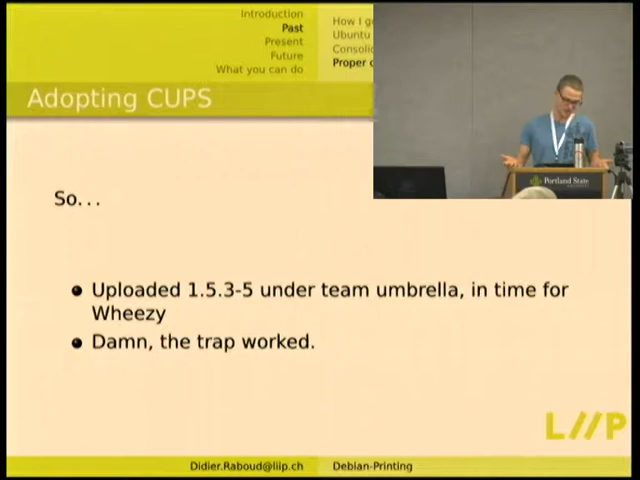 Introduction
Past
Present
Future
What you can do
How I
Ubuntu
Proper
Adopting CUPS
Portland State
So...
Uploaded 1.5.3-5 under team umbrella, in time for
Wheezy
Damn, the trap worked.
L//P
Didier.Raboud@liip.ch
Debian-Printing